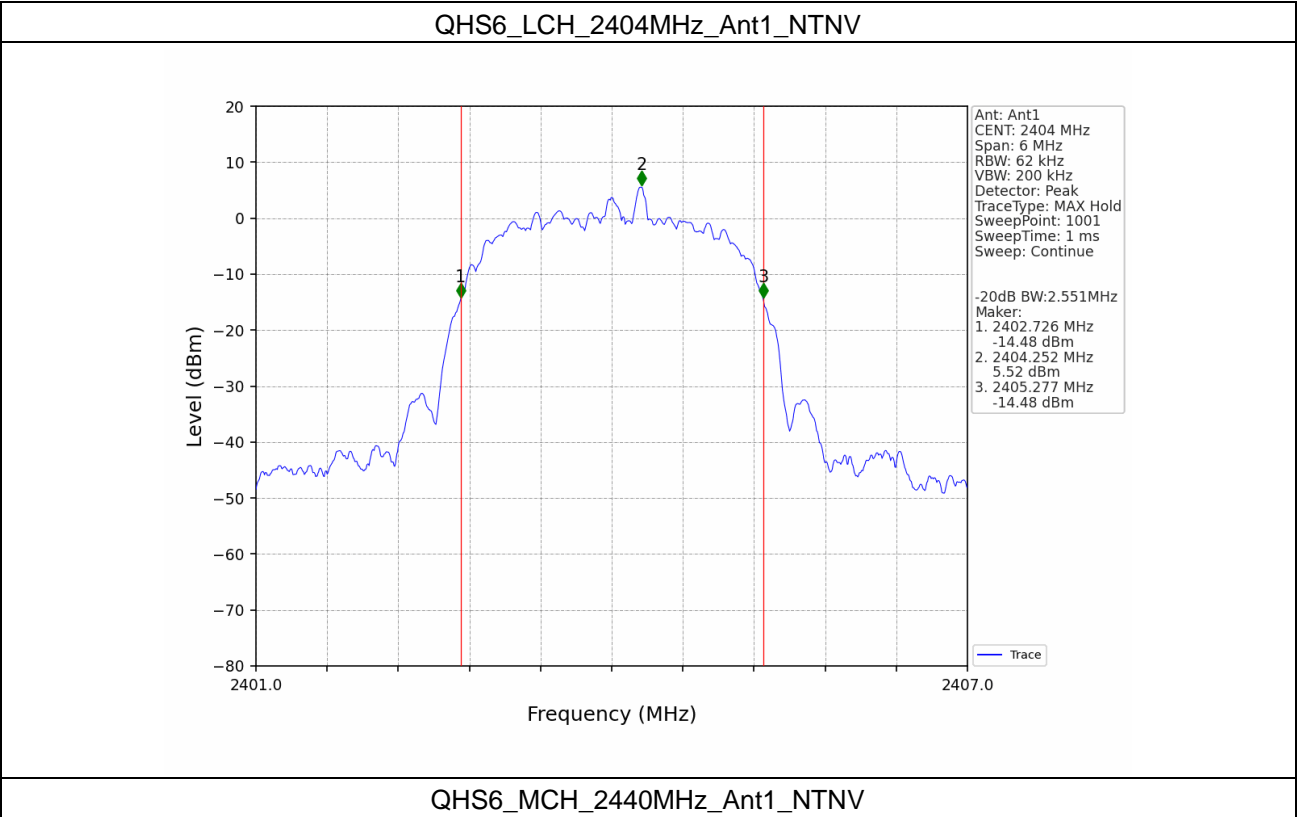 QHS6_LCH_2404MHz_Ant1_NTNV
20
10
0
−10
−20
−30
−40
−50
−60
−70
−80
Level (dBm)
1
2
3
2401.0
2407.0
Frequency (MHz)
Ant: Ant1
CENT: 2404 MHz
Span: 6 MHz
RBW: 62 kHz
VBW: 200 kHz
Detector: Peak
TraceType: MAX Hold
SweepPoint: 1001
SweepTime: 1 ms
Sweep: Continue
-20dB BW:2.551MHz
Maker:
1. 2402.726 MHz
-14.48 dBm
2. 2404.252 MHz
5.52 dBm
3. 2405.277 MHz
-14.48 dBm
Trace
QHS6_MCH_2440MHz_Ant1_NTNV